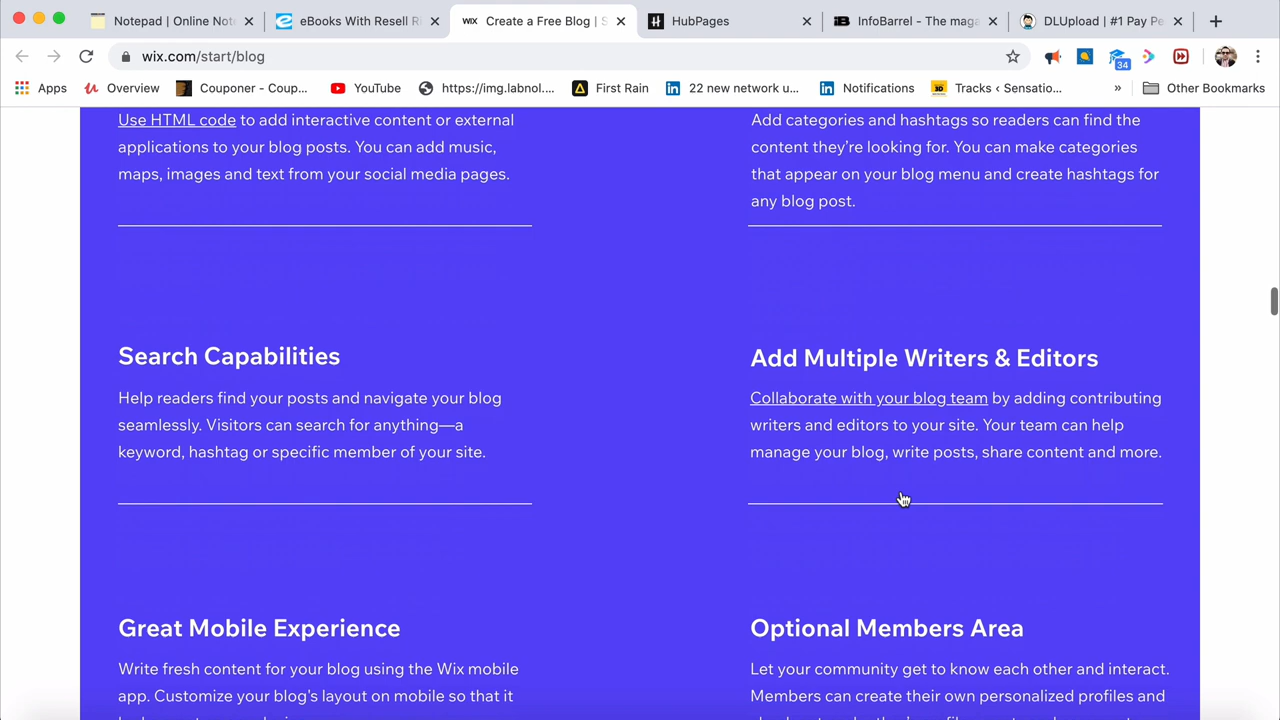 Notepad | Online Not
eBooks With Resell R
WIX
Create a Free Blog | S
HubPages
InfoBarrel - The maga
DLUpload | #1 Pay Pe
wix.com/start/blog
34
Apps
Overview
Couponer - Coup...
YouTube
https://img.labnol....
First Rain
22 new network u...
Notifications
Tracks ‹ Sensatio...
»
Other Bookmarks
Use HTML code to add interactive content or external
applications to your blog posts. You can add music,
maps, images and text from your social media pages.
Add categories and hashtags so readers can find the
content they're looking for. You can make categories
that appear on your blog menu and create hashtags for
any blog post.
Search Capabilities
Help readers find your posts and navigate your blog
seamlessly. Visitors can search for anything—a
keyword, hashtag or specific member of your site.
Add Multiple Writers & Editors
Collaborate with your blog team by adding contributing
writers and editors to your site. Your team can help
manage your blog, write posts, share content and more.
Great Mobile Experience
Write fresh content for your blog using the Wix mobile
app. Customize your blog's layout on mobile so that it
Optional Members Area
Let your community get to know each other and interact.
Members can create their own personalized profiles and